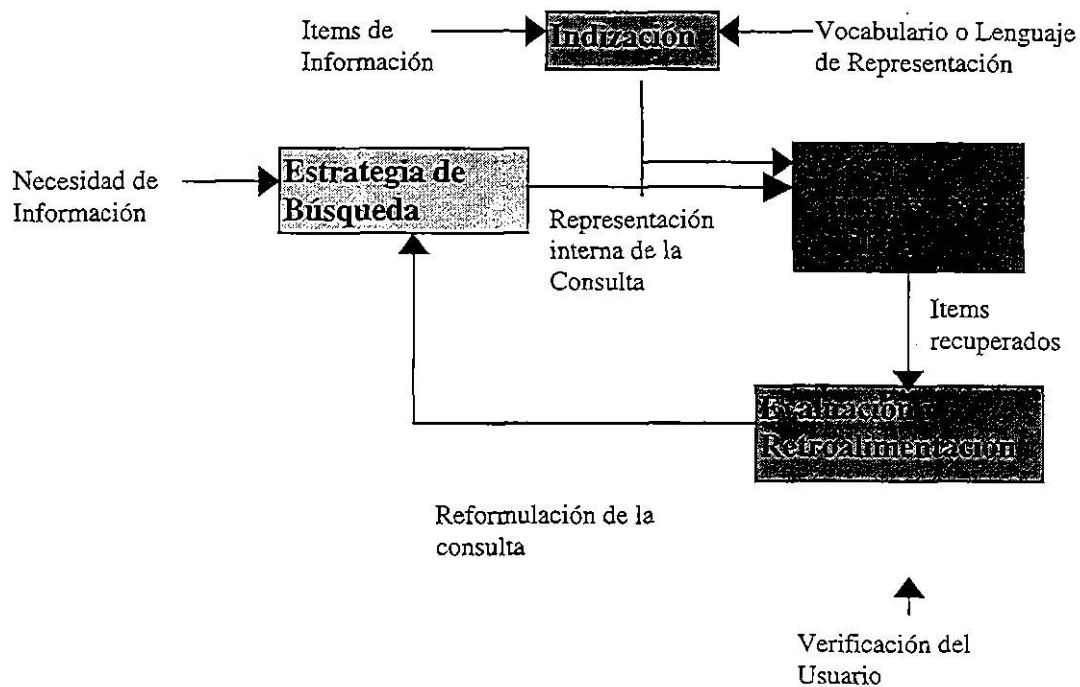 Items de
Información
Indización
Vocabulario o Lenguaje
de Representación
Necesidad de
Información
Estrategia de
Búsqueda
Representación
interna de la
Consulta
Items
recuperados
Evaluación y
Retroalimentación
Reformulación de la
consulta
Verificación del
Usuario